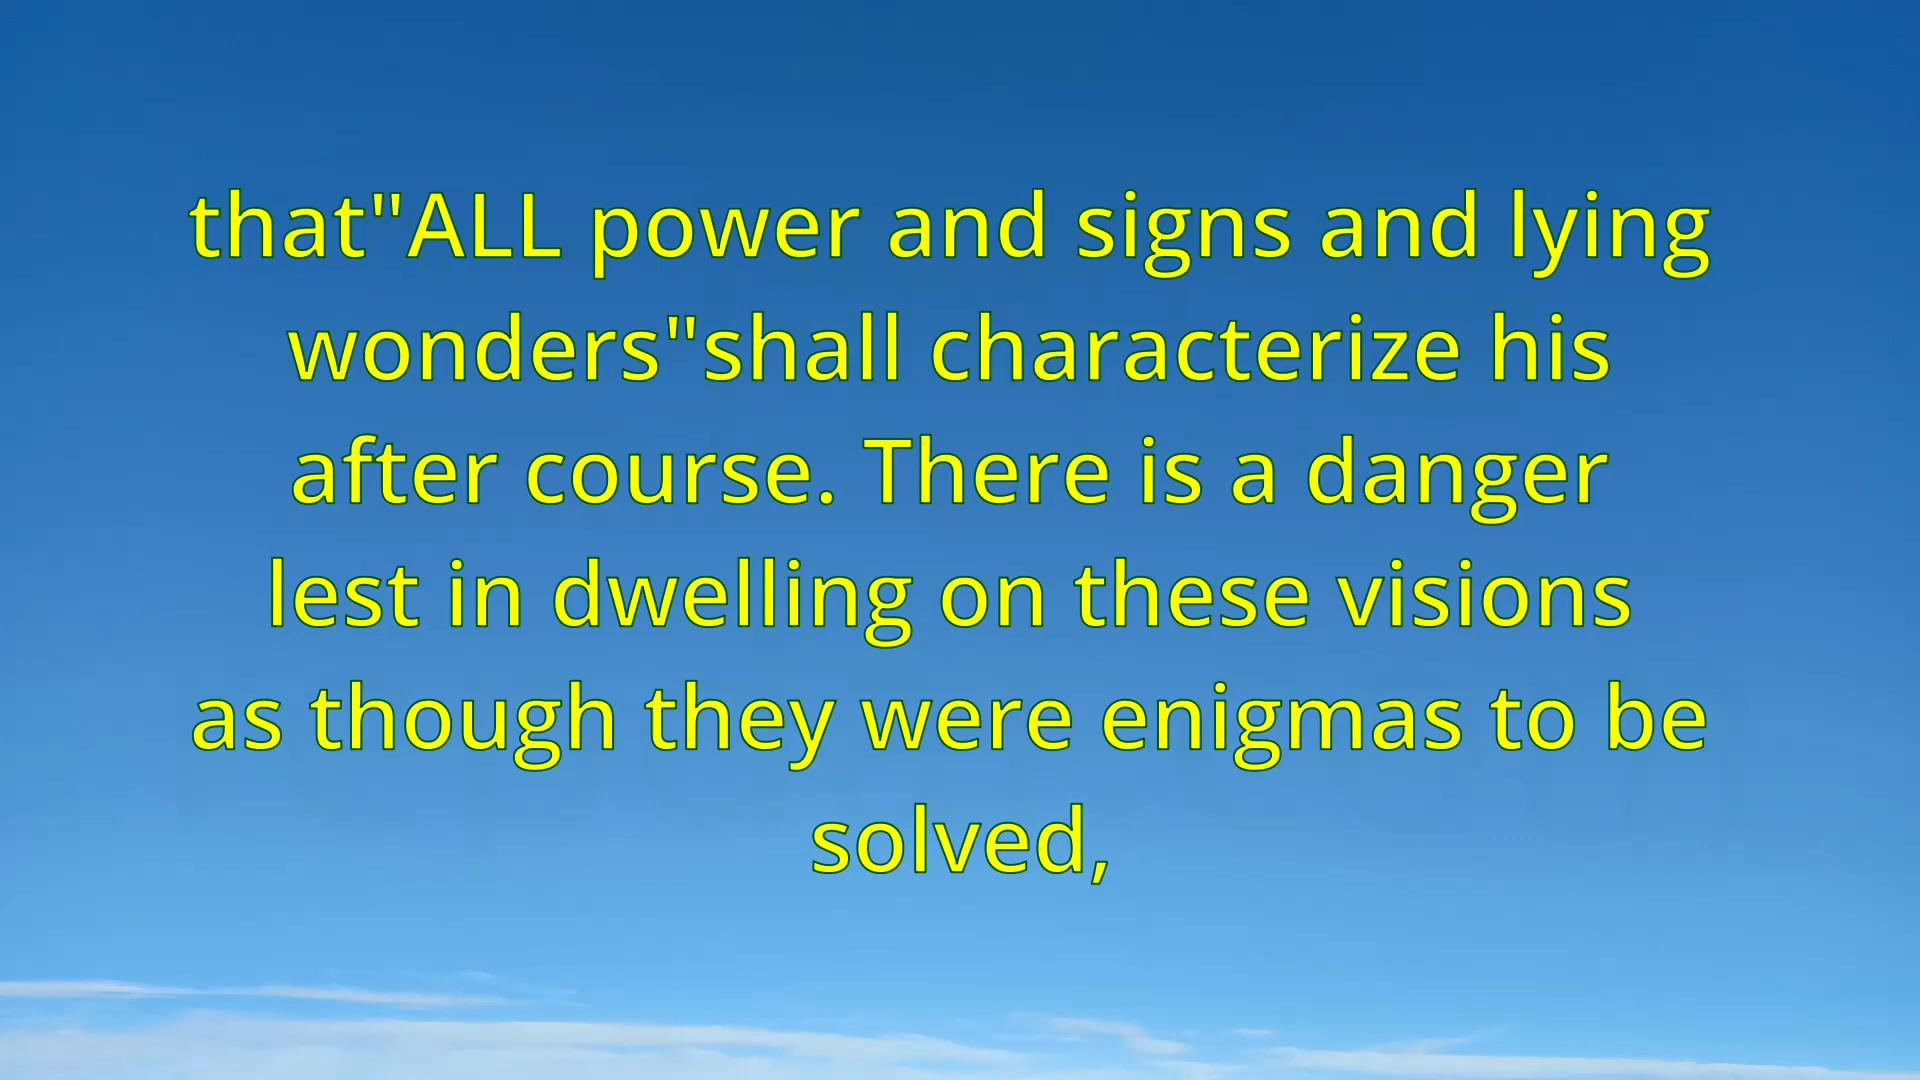 that"ALL power and signs and lying
wonders"shall characterize his
after course. There is a danger
lest in dwelling on these visions
as though they were enigmas to be
solved,